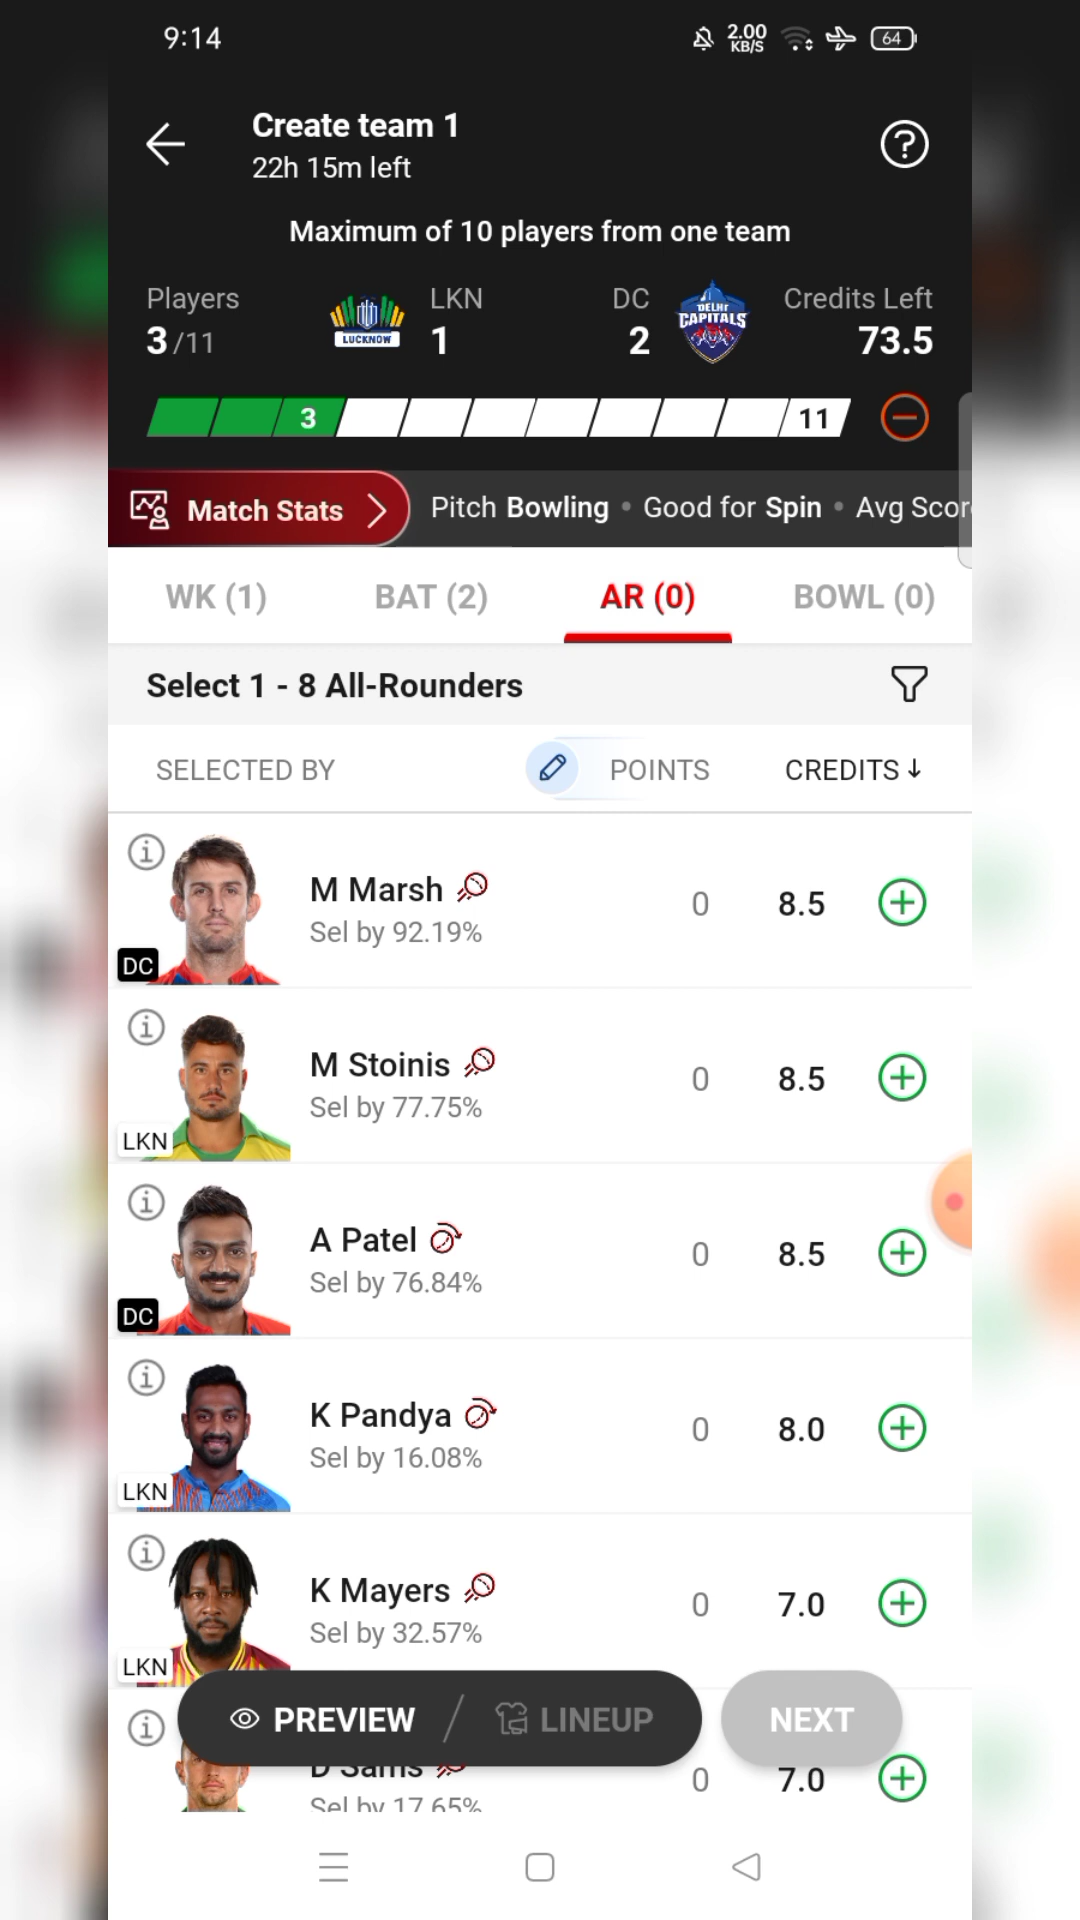 9:14
2.00
KB/S
64
Create team 1
22h 15m left
?
Maximum of 10 players from one team
Players
3 /11
LUCKNOW
LKN
1
DC
2
DELHI
CAPITALS
Credits Left
73.5
3
11
Match Stats
Pitch Bowling • Good for Spin • Avg Scor
WK (1)
BAT (2)
AR (0)
BOWL (0)
Select 1 - 8 All-Rounders
SELECTED BY
POINTS
CREDITS ↓
i
M Marsh
Sel by 92.19%
DC
0
8.5
i
M Stoinis
Sel by 77.75%
LKN
0
8.5
i
A Patel
Sel by 76.84%
DC
0
8.5
i
K Pandya
Sel by 16.08%
LKN
0
8.0
i
K Mayers
Sel by 32.57%
LKN
0
7.0
PREVIEW / LINEUP
NEXT
i
D Sams
Sel by 17.65%
0
7.0